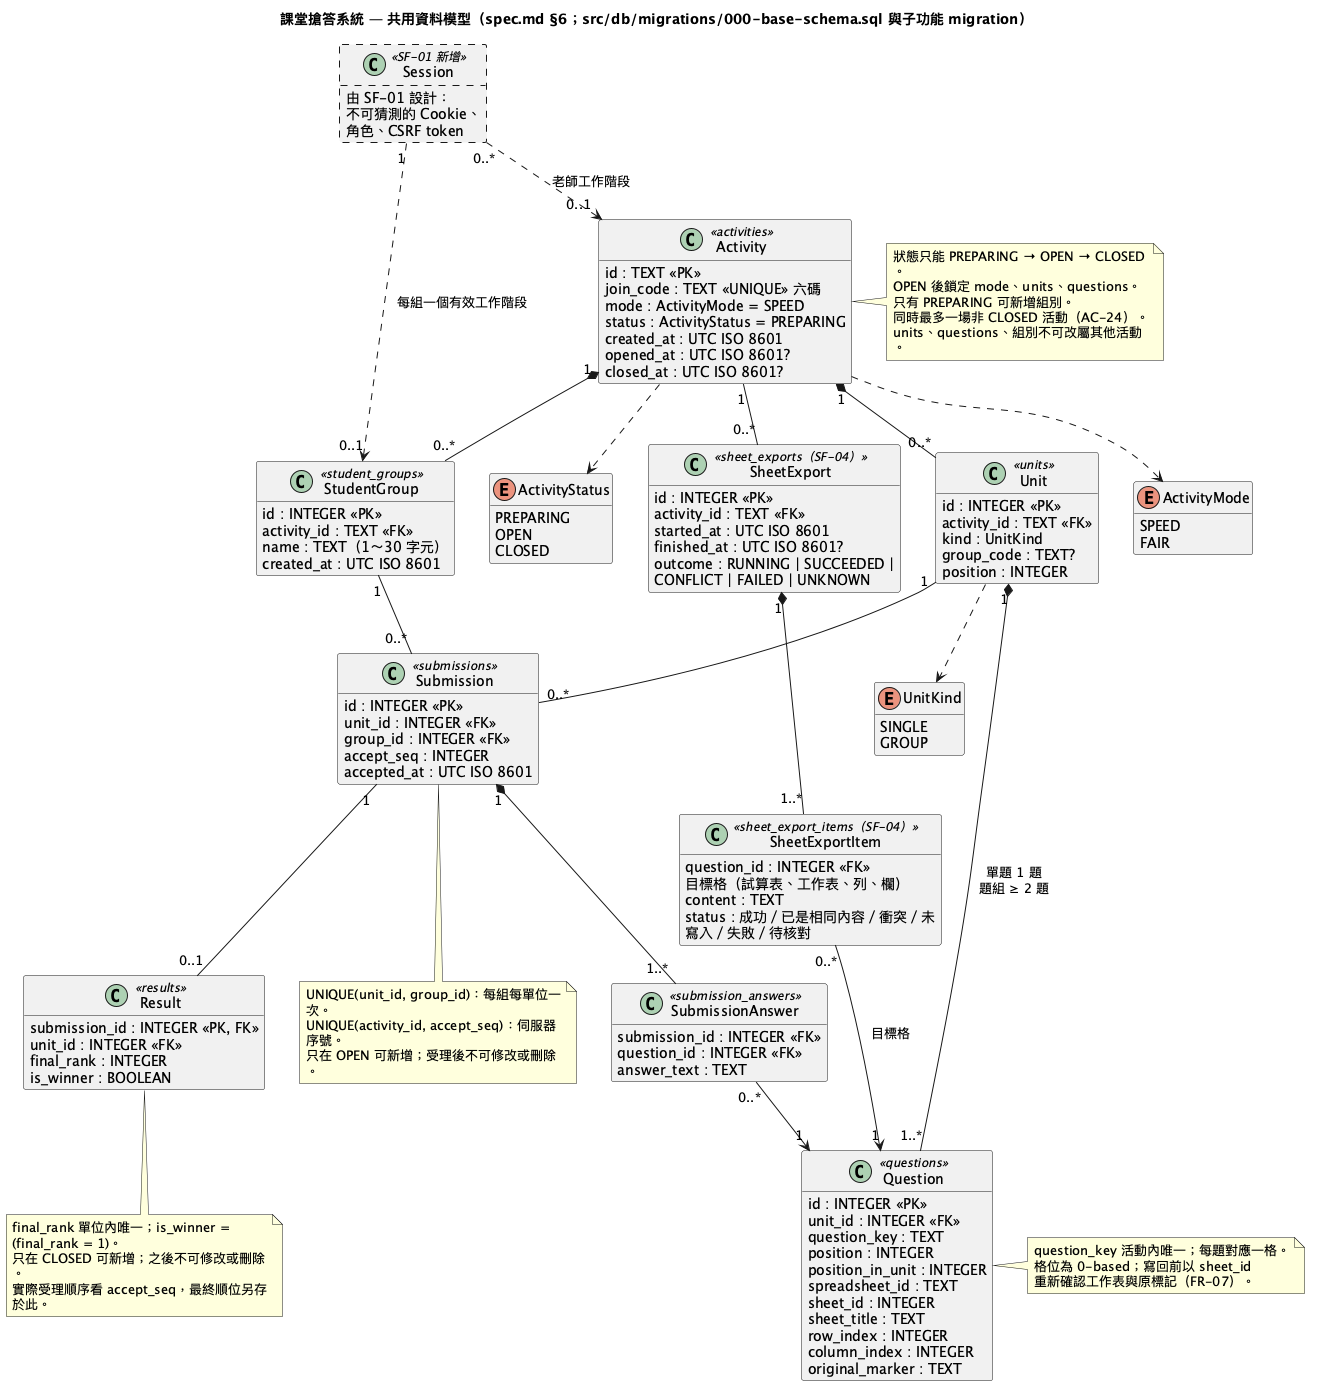 課堂搶答系統 — 共用資料模型（spec.md §6；src/db/migrations/000-base-schema.sql 與子功能 migration）
«SF-01 新增»
Session
由 SF-01 設計：
不可猜測的 Cookie、
角色、CSRF token
1
0..*
老師工作階段
0..1
每組一個有效工作階段
0..1
«activities»
Activity
id : TEXT «PK»
join_code : TEXT «UNIQUE» 六碼
mode : ActivityMode = SPEED
status : ActivityStatus = PREPARING
created_at : UTC ISO 8601
opened_at : UTC ISO 8601?
closed_at : UTC ISO 8601?
狀態只能 PREPARING → OPEN → CLOSED
。
OPEN 後鎖定 mode、units、questions。
只有 PREPARING 可新增組別。
同時最多一場非 CLOSED 活動（AC-24）。
units、questions、組別不可改屬其他活動
。
1
0..*
1
0..*
1
0..*
«student_groups»
StudentGroup
id : INTEGER «PK»
activity_id : TEXT «FK»
name : TEXT（1～30 字元）
created_at : UTC ISO 8601
ActivityStatus
PREPARING
OPEN
CLOSED
«sheet_exports（SF-04）»
SheetExport
id : INTEGER «PK»
activity_id : TEXT «FK»
started_at : UTC ISO 8601
finished_at : UTC ISO 8601?
outcome : RUNNING | SUCCEEDED |
CONFLICT | FAILED | UNKNOWN
«units»
Unit
id : INTEGER «PK»
activity_id : TEXT «FK»
kind : UnitKind
group_code : TEXT?
position : INTEGER
ActivityMode
SPEED
FAIR
1
0..*
1
0..*
1
1..*
1
«submissions»
Submission
id : INTEGER «PK»
unit_id : INTEGER «FK»
group_id : INTEGER «FK»
accept_seq : INTEGER
accepted_at : UTC ISO 8601
UnitKind
SINGLE
GROUP
1
0..1
1
1..*
«sheet_export_items（SF-04）»
SheetExportItem
question_id : INTEGER «FK»
目標格（試算表、工作表、列、欄）
content : TEXT
status : 成功 / 已是相同內容 / 衝突 / 未
寫入 / 失敗 / 待核對
單題 1 題
題組 ≥ 2 題
«results»
Result
submission_id : INTEGER «PK, FK»
unit_id : INTEGER «FK»
final_rank : INTEGER
is_winner : BOOLEAN
UNIQUE(unit_id, group_id)：每組每單位一
次。
UNIQUE(activity_id, accept_seq)：伺服器
序號。
只在 OPEN 可新增；受理後不可修改或刪除
。
«submission_answers»
SubmissionAnswer
submission_id : INTEGER «FK»
question_id : INTEGER «FK»
answer_text : TEXT
0..*
目標格
1
0..*
1
1..*
«questions»
Question
id : INTEGER «PK»
unit_id : INTEGER «FK»
question_key : TEXT
position : INTEGER
position_in_unit : INTEGER
spreadsheet_id : TEXT
sheet_id : INTEGER
sheet_title : TEXT
row_index : INTEGER
column_index : INTEGER
original_marker : TEXT
final_rank 單位內唯一；is_winner =
(final_rank = 1)。
只在 CLOSED 可新增；之後不可修改或刪除
。
實際受理順序看 accept_seq，最終順位另存
於此。
question_key 活動內唯一；每題對應一格。
格位為 0-based；寫回前以 sheet_id
重新確認工作表與原標記（FR-07）。